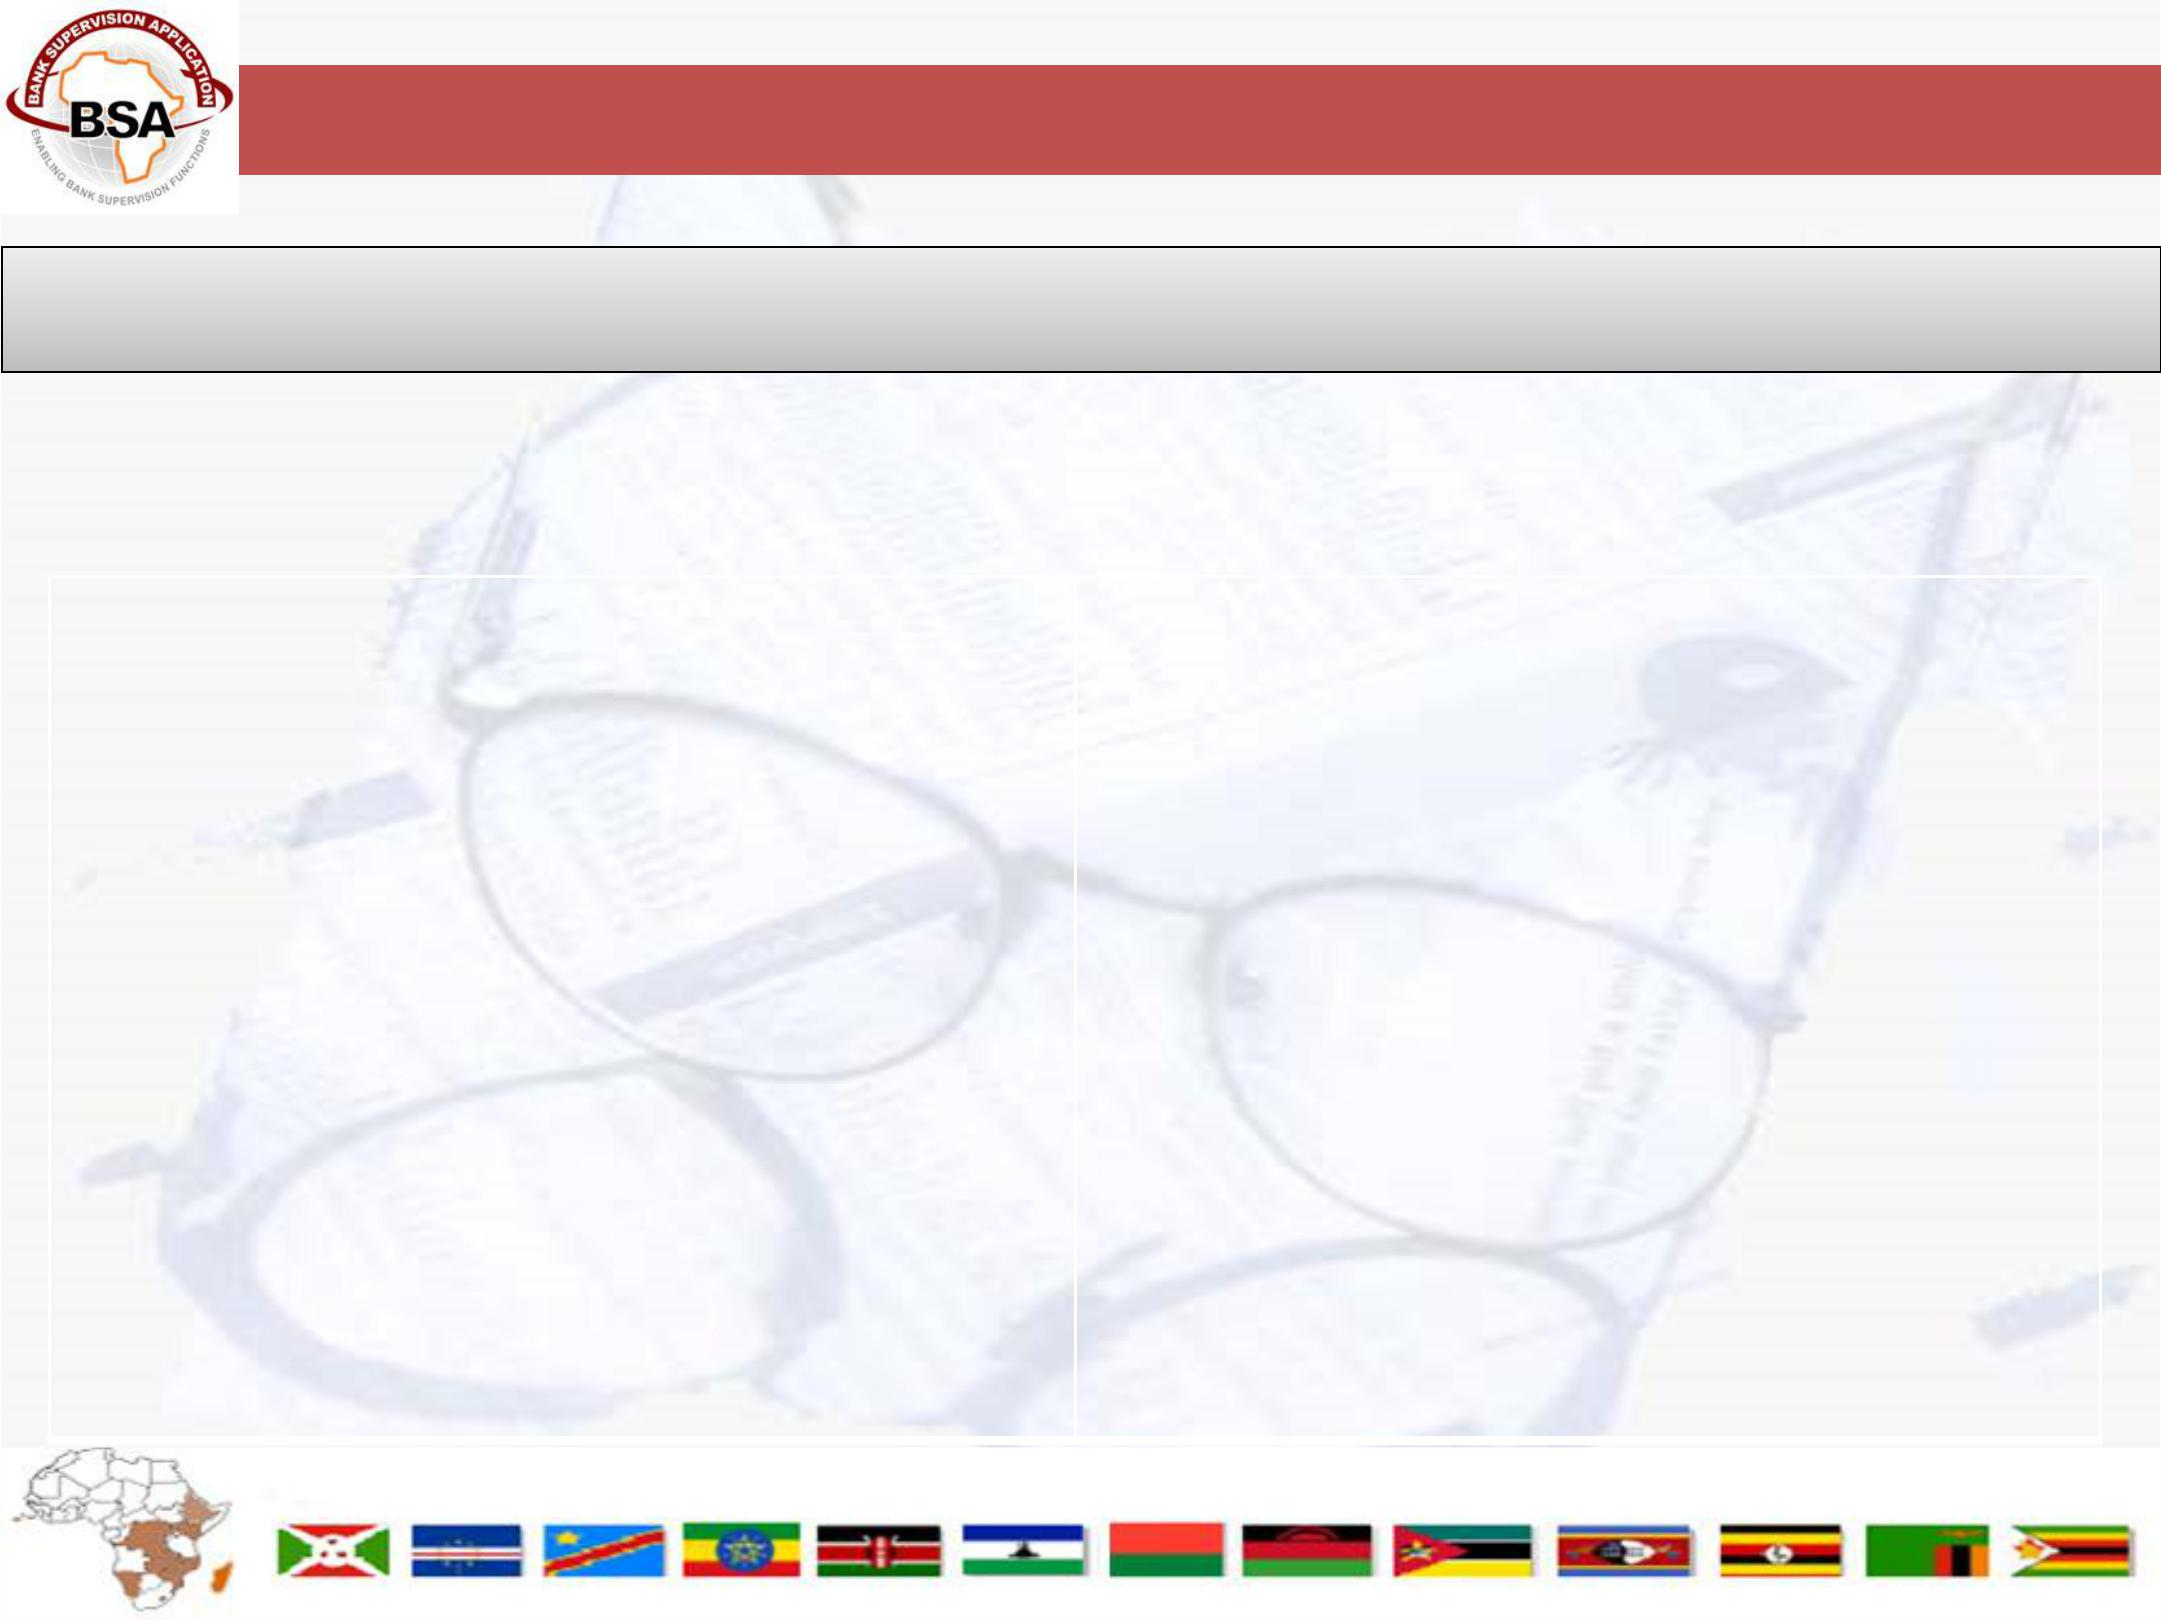 BANK SUPERVISION APPLICATION
BSA
ENABLING BANK SUPERVISION FUNCTIONS